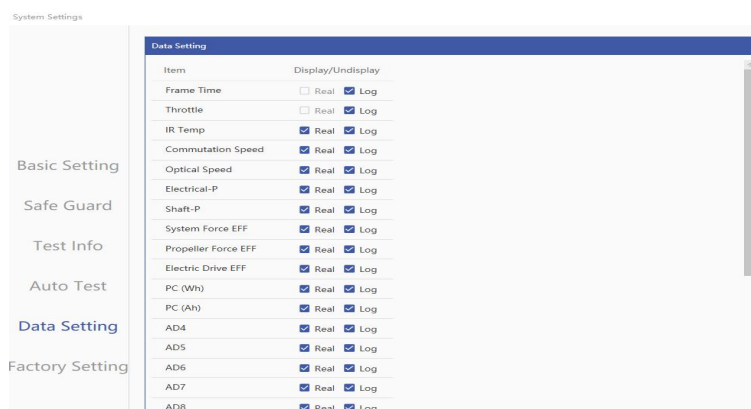 System Settings
Data Setting
Item Display/Undisplay
Frame Time Real Log
Throttle Real Log
IR Temp Real Log
Commutation Speed Real Log
Optical Speed Real Log
Electrical-P Real Log
Shaft-P Real Log
System Force EFF Real Log
Propeller Force EFF Real Log
Electric Drive EFF Real Log
PC (Wh) Real Log
PC (Ah) Real Log
AD4 Real Log
AD5 Real Log
AD6 Real Log
AD7 Real Log
AD8 Real Log
Basic Setting
Safe Guard
Test Info
Auto Test
Data Setting
Factory Setting